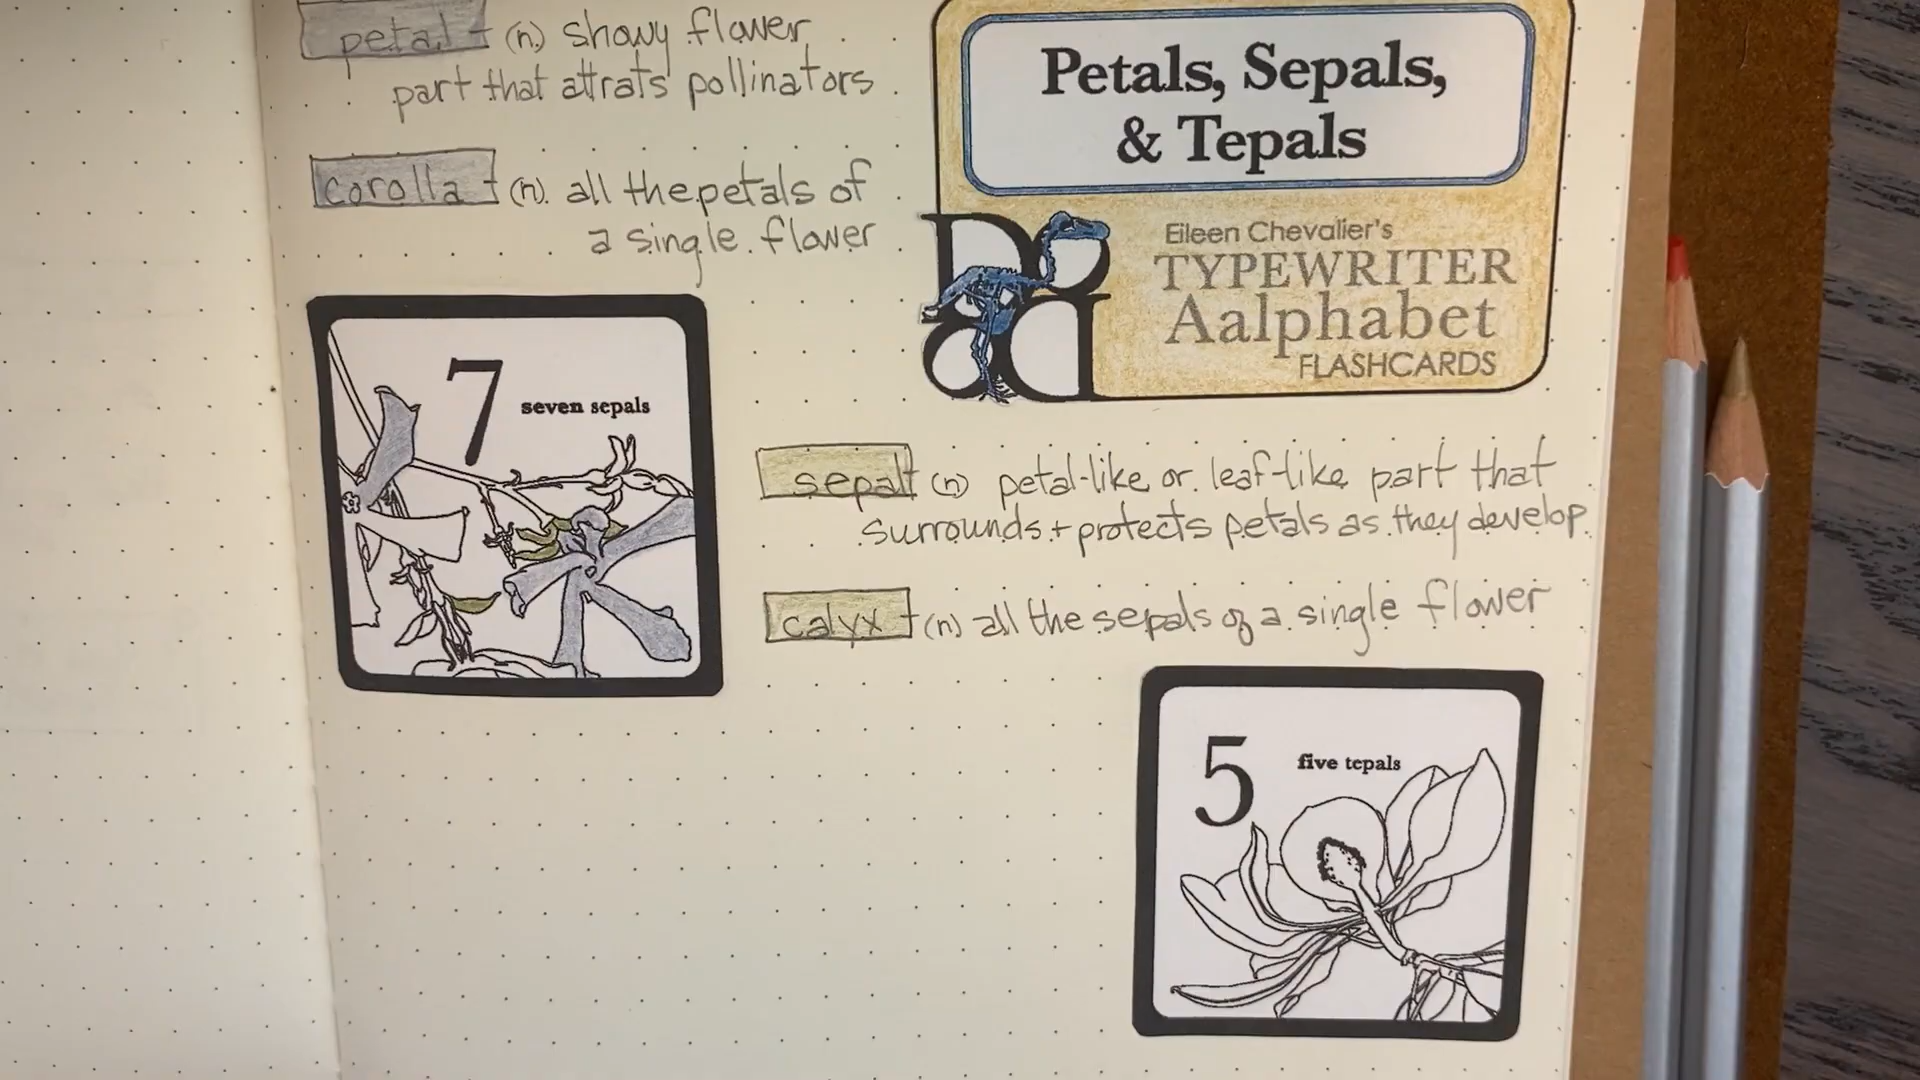 petal - (n.) showy flower
part that attrats pollinators
corolla - (n). all the petals of
a single flower
Petals, Sepals,
& Tepals
Eileen Chevalier's
TYPEWRITER
Aalphabet
FLASHCARDS
7
seven sepals
sepal - (n) petal-like or leaf-like part that
surrounds + protects petals as they develop
calyx - (n) all the sepals of a single flower
5
five tepals